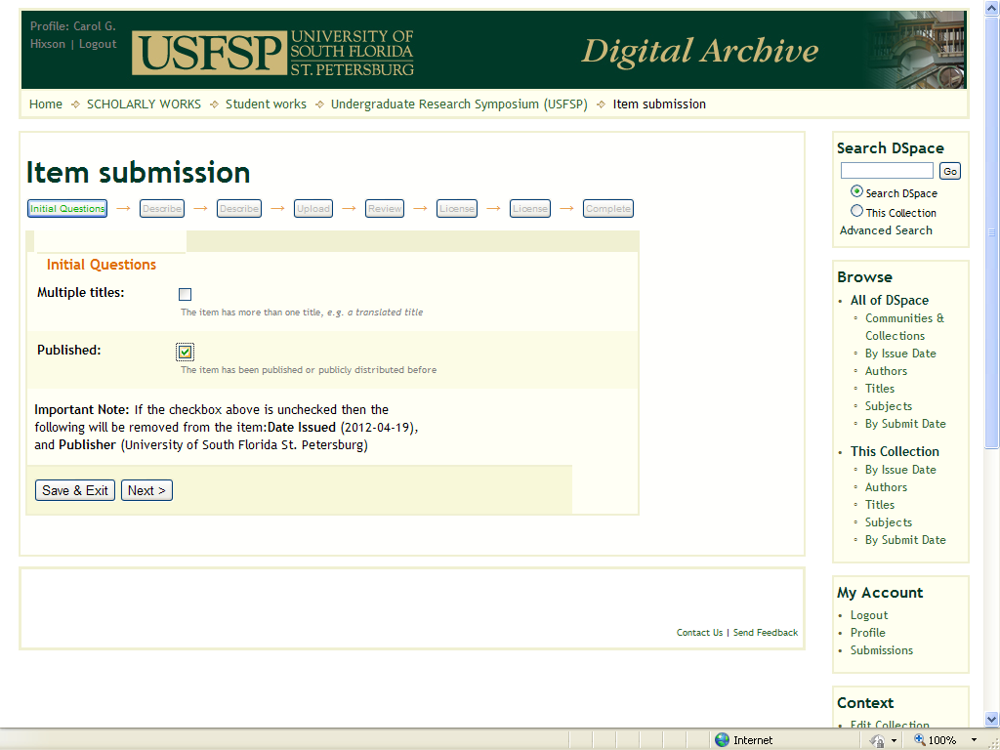 Profile: Carol G.
Hixson | Logout
USFSP UNIVERSITY OF
SOUTH FLORIDA
ST. PETERSBURG
Digital Archive
Home SCHOLARLY WORKS Student works Undergraduate Research Symposium (USFSP) Item submission
Item submission
Initial Questions → Describe → Describe → Upload → Review → License → License → Complete
Initial Questions
Multiple titles:
The item has more than one title, e.g. a translated title
Published:
The item has been published or publicly distributed before
Important Note: If the checkbox above is unchecked then the
following will be removed from the item:Date Issued (2012-04-19),
and Publisher (University of South Florida St. Petersburg)
Save & Exit Next >
Contact Us | Send Feedback
Search DSpace
Go
Search DSpace
This Collection
Advanced Search
Browse
• All of DSpace
Communities &
Collections
By Issue Date
Authors
Titles
Subjects
By Submit Date
• This Collection
By Issue Date
Authors
Titles
Subjects
By Submit Date
My Account
• Logout
• Profile
• Submissions
Context
• Edit Collection
Internet
100%